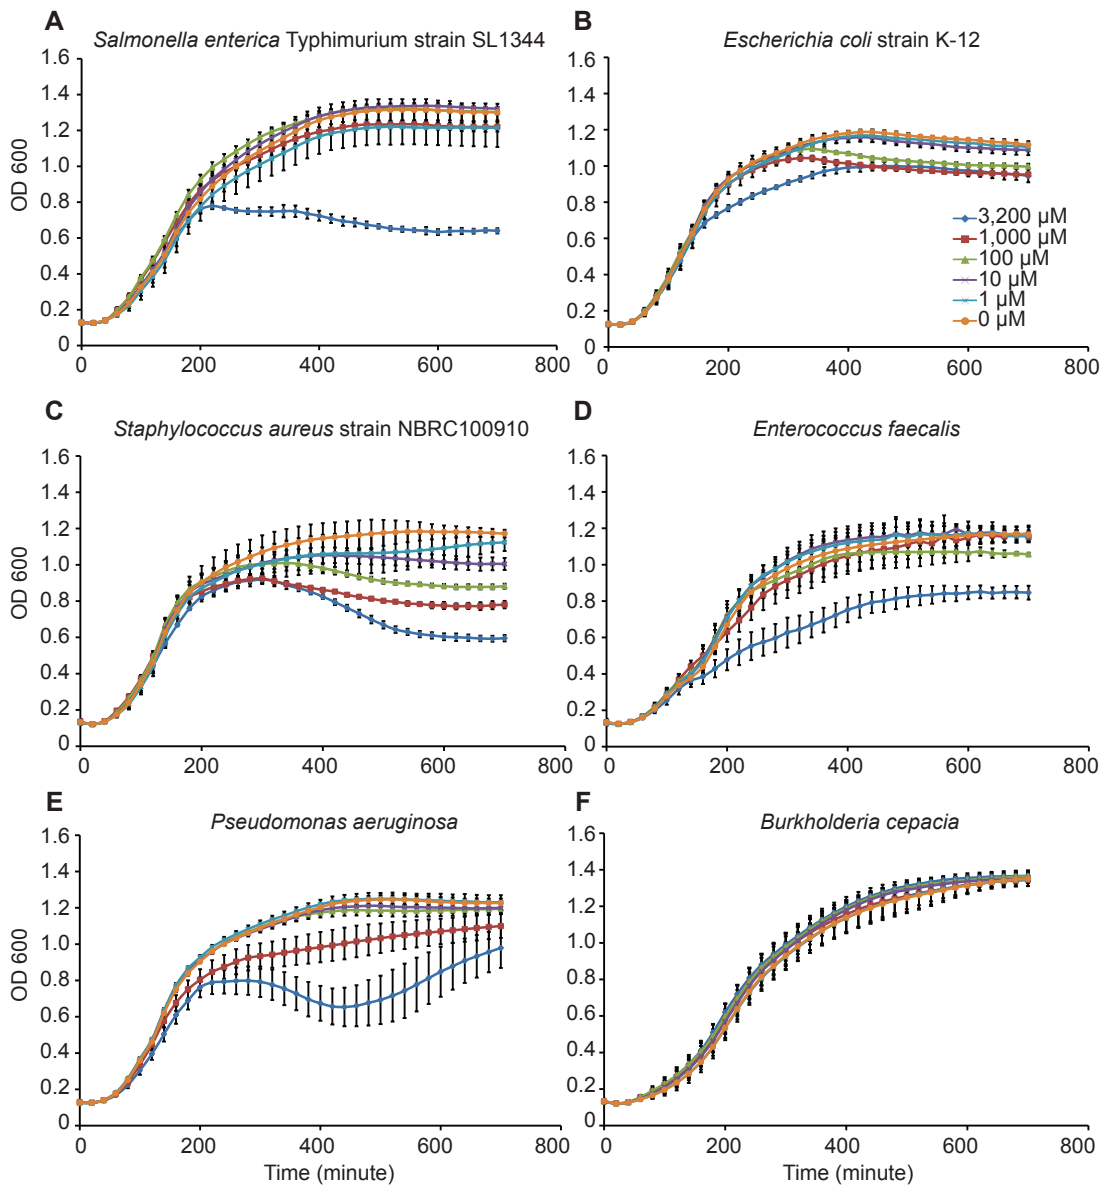 A
Salmonella enterica Typhimurium strain SL1344
1.6
1.4
1.2
1.0
0.8
0.6
0.4
0.2
0
OD 600
0 200 400 600 800
B
Escherichia coli strain K-12
1.6
1.4
1.2
1.0
0.8
0.6
0.4
0.2
0
3,200 µM
1,000 µM
100 µM
10 µM
1 µM
0 µM
0 200 400 600 800
C
Staphylococcus aureus strain NBRC100910
1.6
1.4
1.2
1.0
0.8
0.6
0.4
0.2
0
OD 600
0 200 400 600 800
D
Enterococcus faecalis
1.6
1.4
1.2
1.0
0.8
0.6
0.4
0.2
0
0 200 400 600 800
E
Pseudomonas aeruginosa
1.6
1.4
1.2
1.0
0.8
0.6
0.4
0.2
0
OD 600
0 200 400 600 800
Time (minute)
F
Burkholderia cepacia
1.6
1.4
1.2
1.0
0.8
0.6
0.4
0.2
0
0 200 400 600 800
Time (minute)